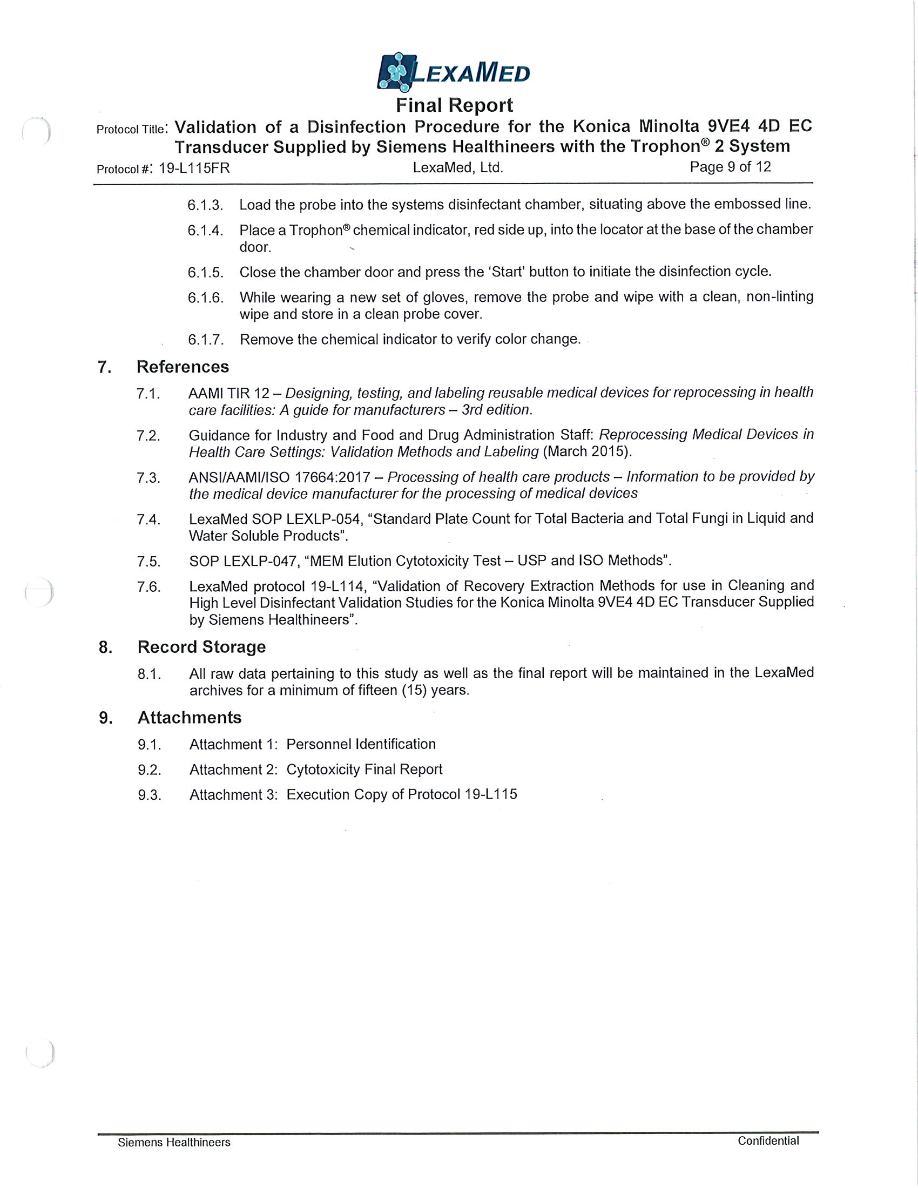 LEXAMED
Final Report
Protocol Title: Validation of a Disinfection Procedure for the Konica Minolta 9VE4 4D EC
Transducer Supplied by Siemens Healthineers with the Trophon® 2 System
Protocol #: 19-L115FR LexaMed, Ltd. Page 9 of 12
6.1.3. Load the probe into the systems disinfectant chamber, situating above the embossed line.
6.1.4. Place a Trophon® chemical indicator, red side up, into the locator at the base of the chamber
door.
6.1.5. Close the chamber door and press the 'Start' button to initiate the disinfection cycle.
6.1.6. While wearing a new set of gloves, remove the probe and wipe with a clean, non-linting
wipe and store in a clean probe cover.
6.1.7. Remove the chemical indicator to verify color change.
7. References
7.1. AAMI TIR 12 – Designing, testing, and labeling reusable medical devices for reprocessing in health
care facilities: A guide for manufacturers – 3rd edition.
7.2. Guidance for Industry and Food and Drug Administration Staff: Reprocessing Medical Devices in
Health Care Settings: Validation Methods and Labeling (March 2015).
7.3. ANSI/AAMI/ISO 17664:2017 – Processing of health care products – Information to be provided by
the medical device manufacturer for the processing of medical devices
7.4. LexaMed SOP LEXLP-054, "Standard Plate Count for Total Bacteria and Total Fungi in Liquid and
Water Soluble Products".
7.5. SOP LEXLP-047, "MEM Elution Cytotoxicity Test – USP and ISO Methods".
7.6. LexaMed protocol 19-L114, "Validation of Recovery Extraction Methods for use in Cleaning and
High Level Disinfectant Validation Studies for the Konica Minolta 9VE4 4D EC Transducer Supplied
by Siemens Healthineers".
8. Record Storage
8.1. All raw data pertaining to this study as well as the final report will be maintained in the LexaMed
archives for a minimum of fifteen (15) years.
9. Attachments
9.1. Attachment 1: Personnel Identification
9.2. Attachment 2: Cytotoxicity Final Report
9.3. Attachment 3: Execution Copy of Protocol 19-L115
Siemens Healthineers Confidential